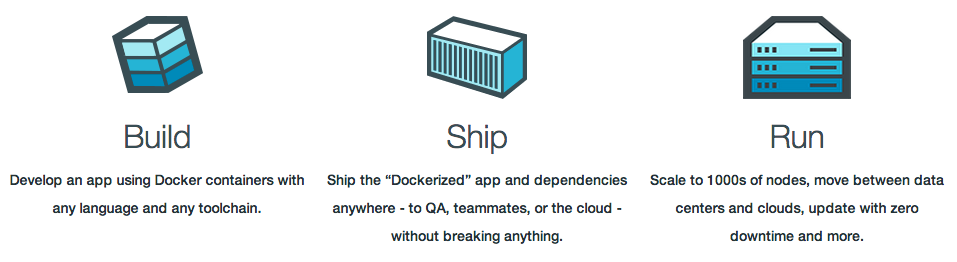 Build
Develop an app using Docker containers with
any language and any toolchain.
Ship
Ship the “Dockerized” app and dependencies
anywhere - to QA, teammates, or the cloud -
without breaking anything.
Run
Scale to 1000s of nodes, move between data
centers and clouds, update with zero
downtime and more.